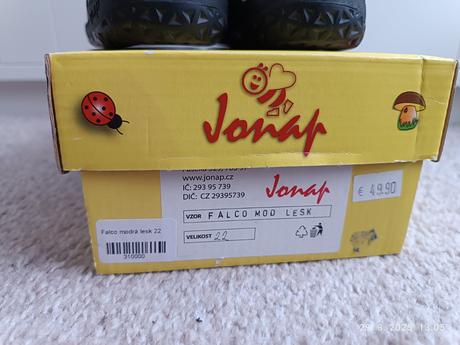 Jonap
www.jonap.cz
IČ: 293 95 739
DIČ: CZ 29395739
Jonap
€ 49.90
VZOR FALCO MOD LESK
VELIKOST 22
Falco modrá lesk 22
310000